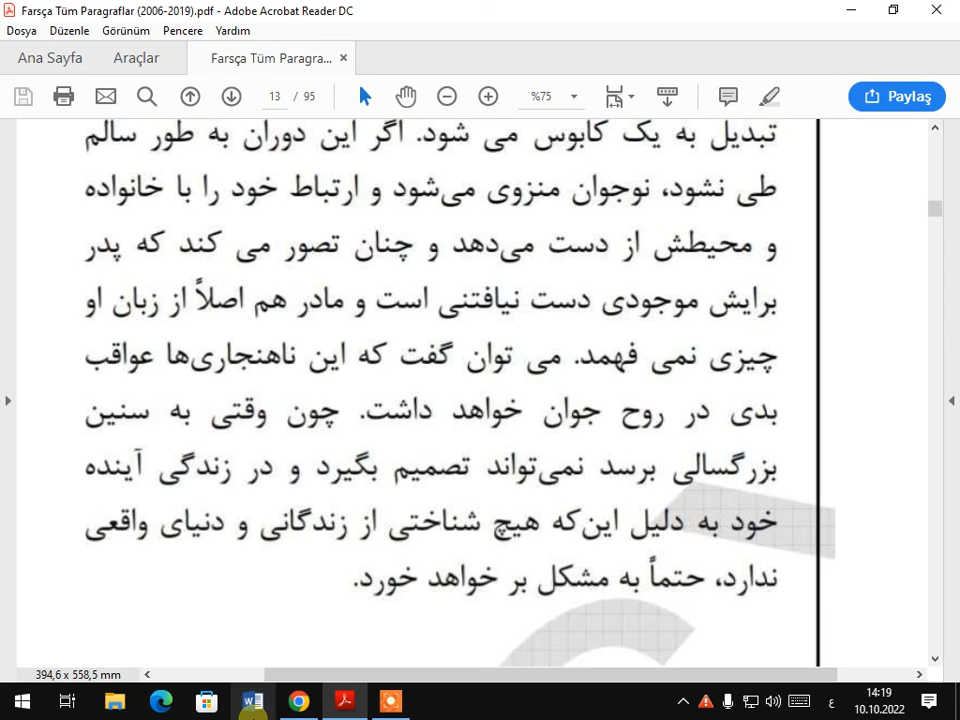 Farsça Tüm Paragraflar (2006-2019).pdf - Adobe Acrobat Reader DC
Dosya Düzenle Görünüm Pencere Yardım
Ana Sayfa Araçlar Farsça Tüm Paragra... ×
13 / 95 %75 Paylaş
تبدیل به یک کابوس می شود. اگر این دوران به طور سالم
طی نشود، نوجوان منزوی می‌شود و ارتباط خود را با خانواده
و محیطش از دست می‌دهد و چنان تصور می کند که پدر
برایش موجودی دست نیافتنی است و مادر هم اصلاً از زبان او
چیزی نمی فهمد. می توان گفت که این ناهنجاری‌ها عواقب
بدی در روح جوان خواهد داشت. چون وقتی به سنین
بزرگسالی برسد نمی‌تواند تصمیم بگیرد و در زندگی آینده
خود به دلیل این‌که هیچ شناختی از زندگانی و دنیای واقعی
ندارد، حتماً به مشکل بر خواهد خورد.
394,6 x 558,5 mm
ع 14:19
10.10.2022